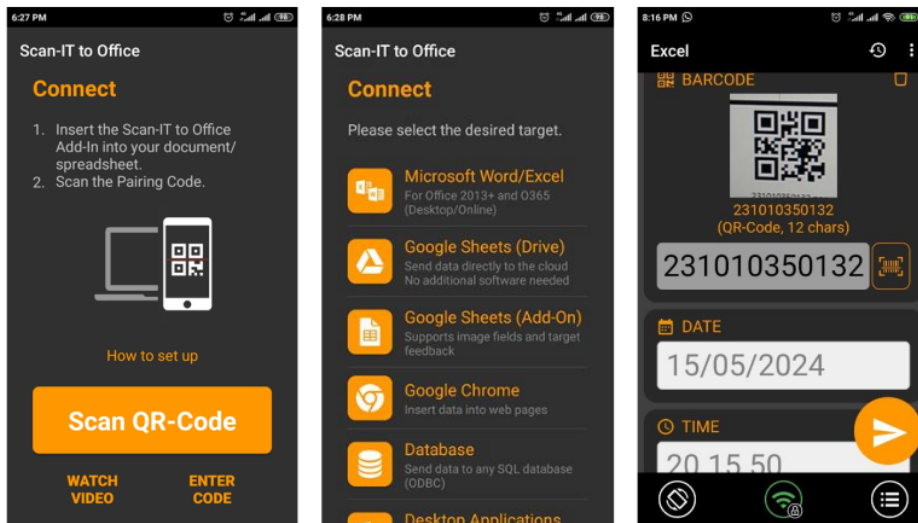 6:27 PM
Scan-IT to Office
Connect
1. Insert the Scan-IT to Office
Add-In into your document/
spreadsheet.
2. Scan the Pairing Code.
How to set up
Scan QR-Code
WATCH
VIDEO
ENTER
CODE
6:28 PM
Scan-IT to Office
Connect
Please select the desired target.
Microsoft Word/Excel
For Office 2013+ and O365
(Desktop/Online)
Google Sheets (Drive)
Send data directly to the cloud
No additional software needed
Google Sheets (Add-On)
Supports image fields and target
feedback
Google Chrome
Insert data into web pages
Database
Send data to any SQL database
(ODBC)
Desktop Applications
8:16 PM
Excel
BARCODE
231010350132
(QR-Code, 12 chars)
231010350132
DATE
15/05/2024
TIME
20.15.50